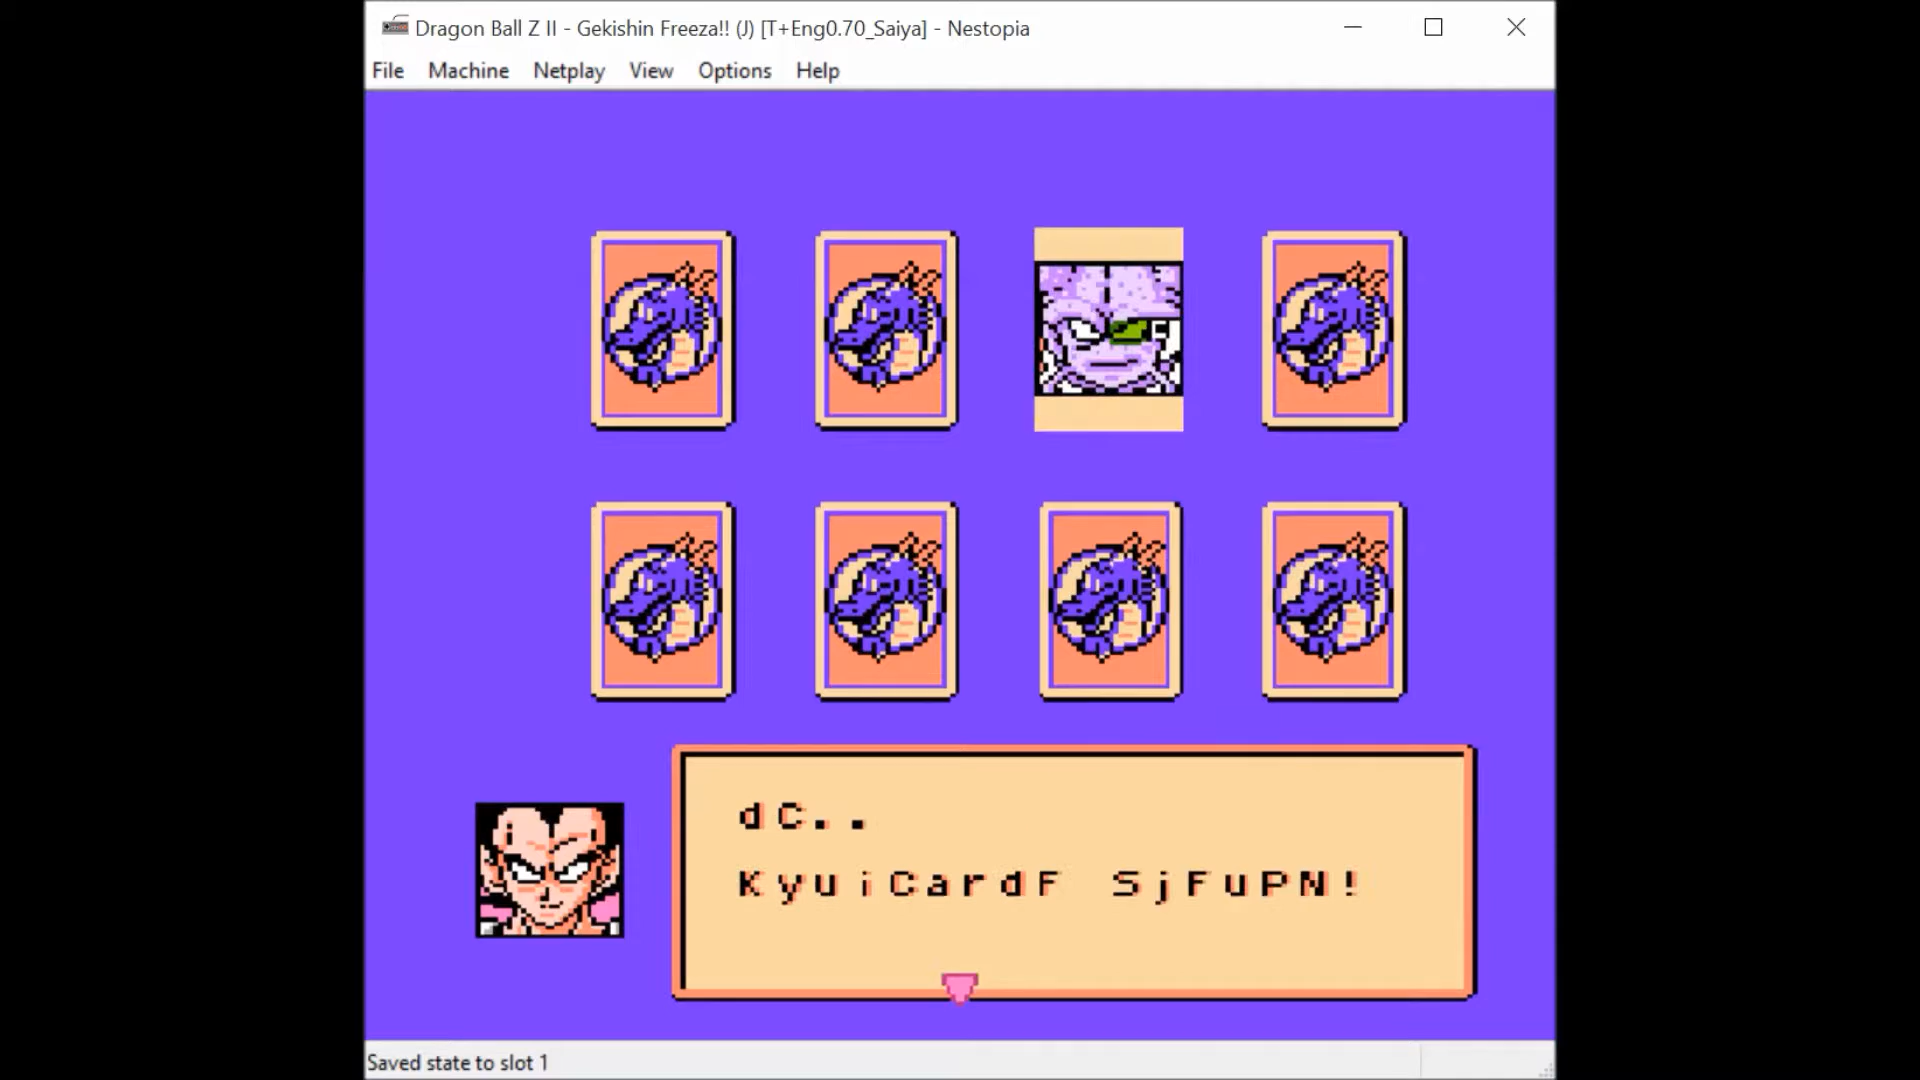 Dragon Ball Z II - Gekishin Freeza!! (J) [T+Eng0.70_Saiya] - Nestopia
File Machine Netplay View Options Help
dC..
KyuiCardF SjFuPN!
Saved state to slot 1